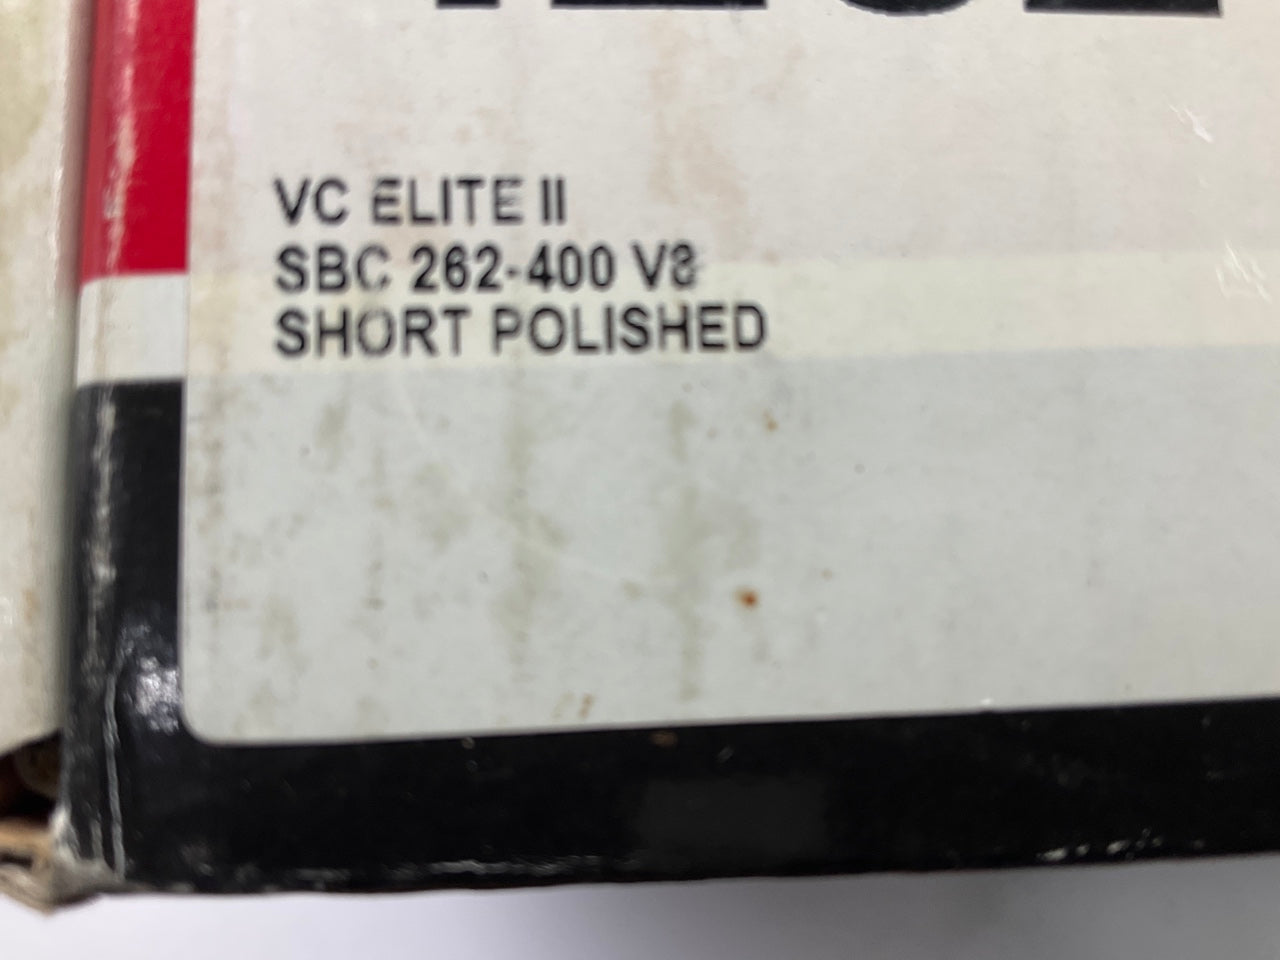 VC ELITE II
SBC 262-400 V8
SHORT POLISHED